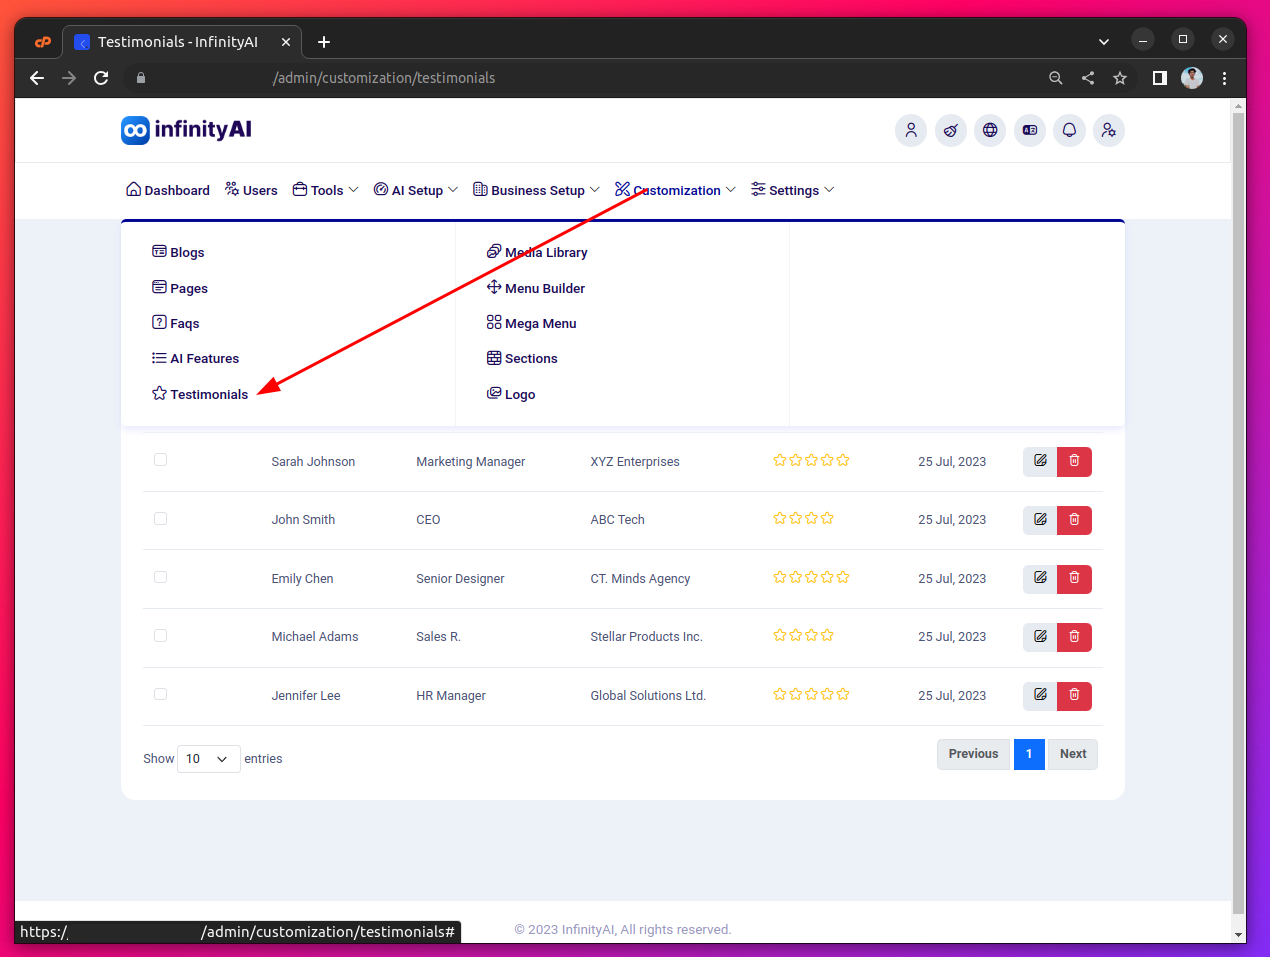 Testimonials - InfinityAI
/admin/customization/testimonials
infinityAI
Dashboard Users Tools AI Setup Business Setup Customization Settings
Blogs Media Library
Pages Menu Builder
Faqs Mega Menu
AI Features Sections
Testimonials Logo
Sarah Johnson Marketing Manager XYZ Enterprises 25 Jul, 2023
John Smith CEO ABC Tech 25 Jul, 2023
Emily Chen Senior Designer CT. Minds Agency 25 Jul, 2023
Michael Adams Sales R. Stellar Products Inc. 25 Jul, 2023
Jennifer Lee HR Manager Global Solutions Ltd. 25 Jul, 2023
Show 10 entries Previous 1 Next
© 2023 InfinityAI, All rights reserved.
https:/ /admin/customization/testimonials#